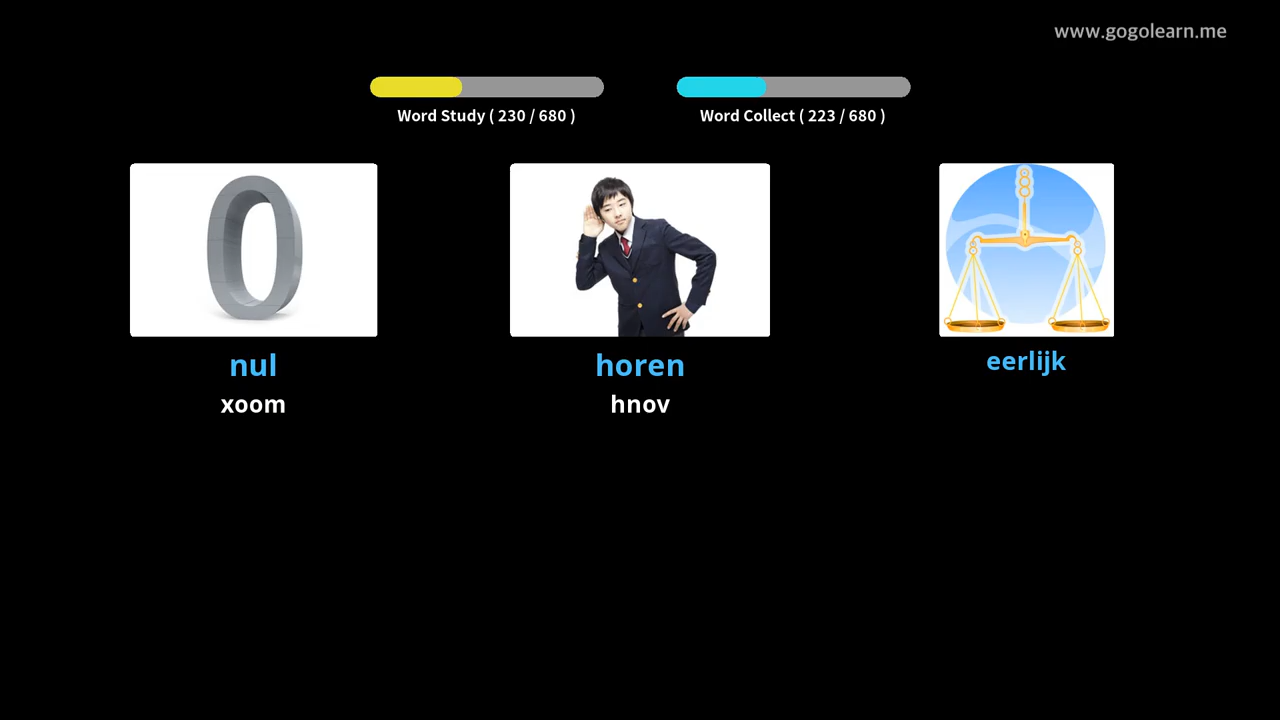 www.gogolearn.me
Word Study ( 230 / 680 )
Word Collect ( 223 / 680 )
nul
horen
eerlijk
xoom
hnov